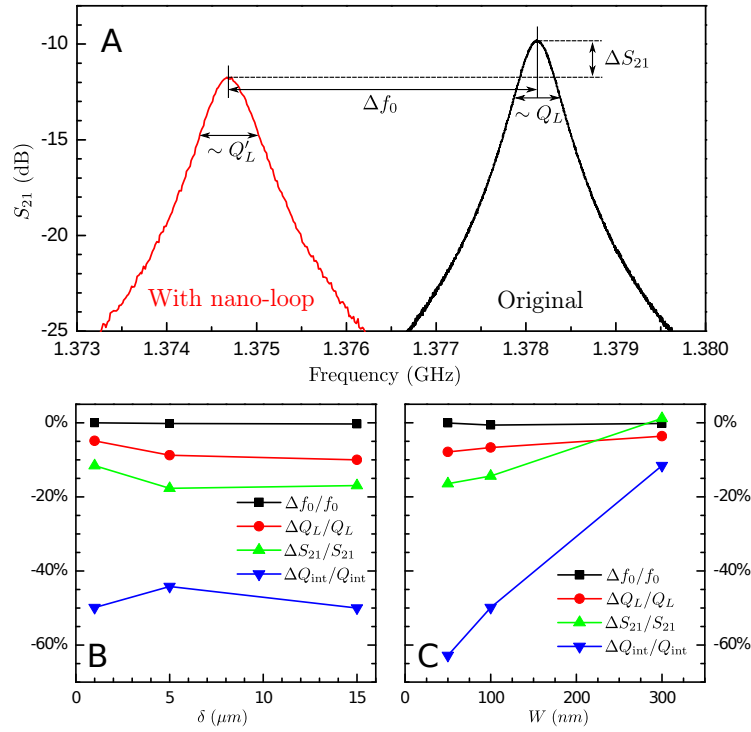 A
-10
-15
-20
-25
S21 (dB)
ΔS21
Δf0
∼ QL
∼ Q′L
With nano-loop
Original
1.373 1.374 1.375 1.376 1.377 1.378 1.379 1.380
Frequency (GHz)
0%
-20%
-40%
-60%
Δf0/f0
ΔQL/QL
ΔS21/S21
ΔQint/Qint
B
0 5 10 15
δ (μm)
0%
-20%
-40%
-60%
Δf0/f0
ΔQL/QL
ΔS21/S21
ΔQint/Qint
C
0 100 200 300
W (nm)